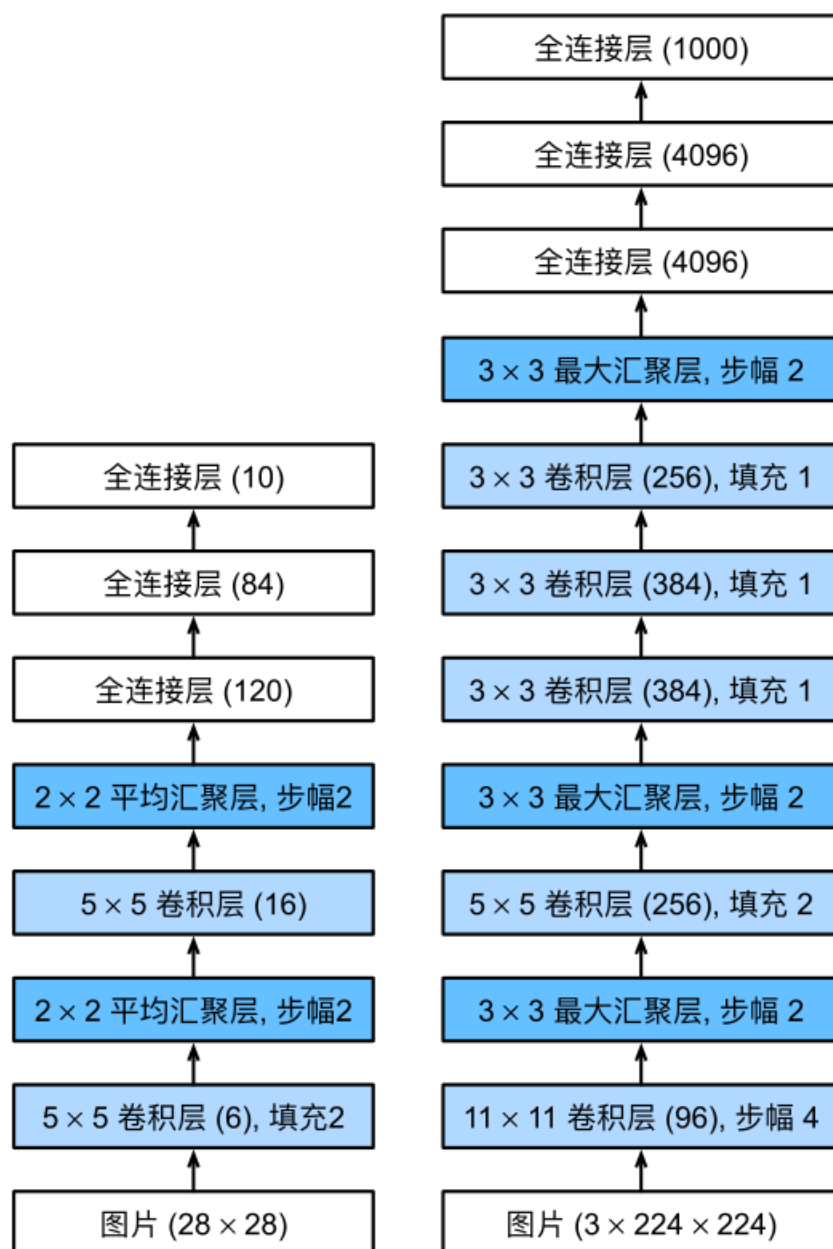 全连接层 (10)
全连接层 (84)
全连接层 (120)
2 × 2 平均汇聚层, 步幅2
5 × 5 卷积层 (16)
2 × 2 平均汇聚层, 步幅2
5 × 5 卷积层 (6), 填充2
图片 (28 × 28)
全连接层 (1000)
全连接层 (4096)
全连接层 (4096)
3 × 3 最大汇聚层, 步幅 2
3 × 3 卷积层 (256), 填充 1
3 × 3 卷积层 (384), 填充 1
3 × 3 卷积层 (384), 填充 1
3 × 3 最大汇聚层, 步幅 2
5 × 5 卷积层 (256), 填充 2
3 × 3 最大汇聚层, 步幅 2
11 × 11 卷积层 (96), 步幅 4
图片 (3 × 224 × 224)